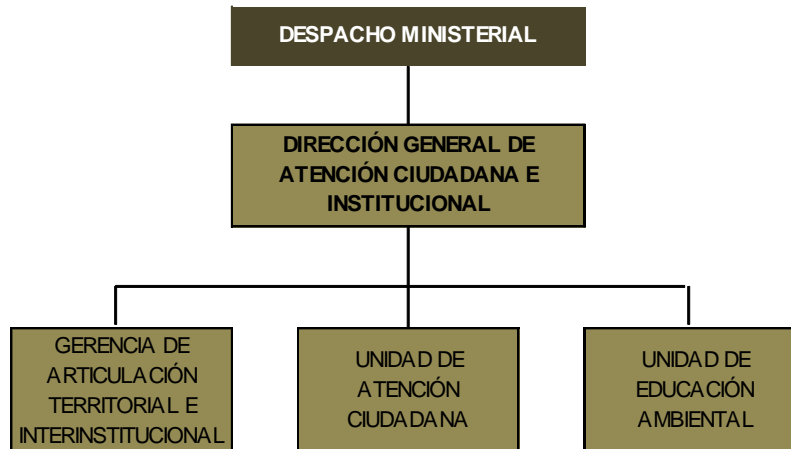 DESPACHO MINISTERIAL
DIRECCIÓN GENERAL DE
ATENCIÓN CIUDADANA E
INSTITUCIONAL
GERENCIA DE
ARTICULACIÓN
TERRITORIAL E
INTERINSTITUCIONAL
UNIDAD DE
ATENCIÓN
CIUDADANA
UNIDAD DE
EDUCACIÓN
AMBIENTAL